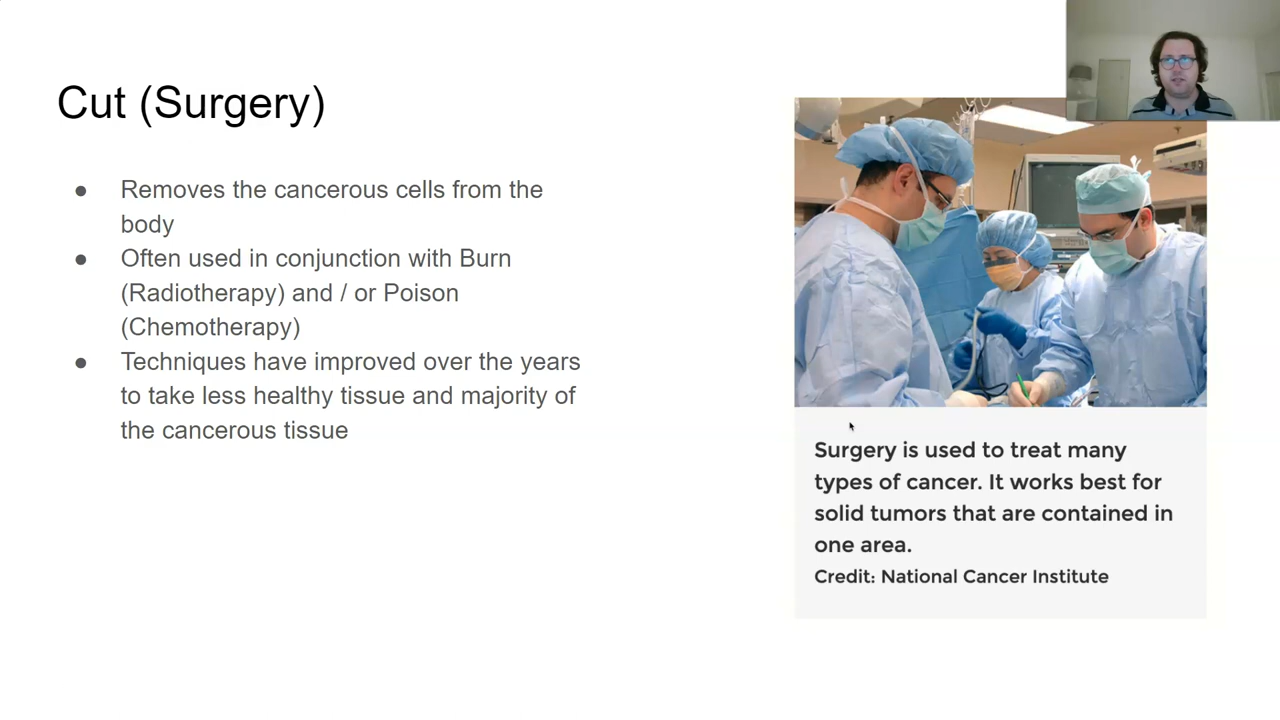 Cut (Surgery)
● Removes the cancerous cells from the
body
● Often used in conjunction with Burn
(Radiotherapy) and / or Poison
(Chemotherapy)
● Techniques have improved over the years
to take less healthy tissue and majority of
the cancerous tissue
Surgery is used to treat many
types of cancer. It works best for
solid tumors that are contained in
one area.
Credit: National Cancer Institute